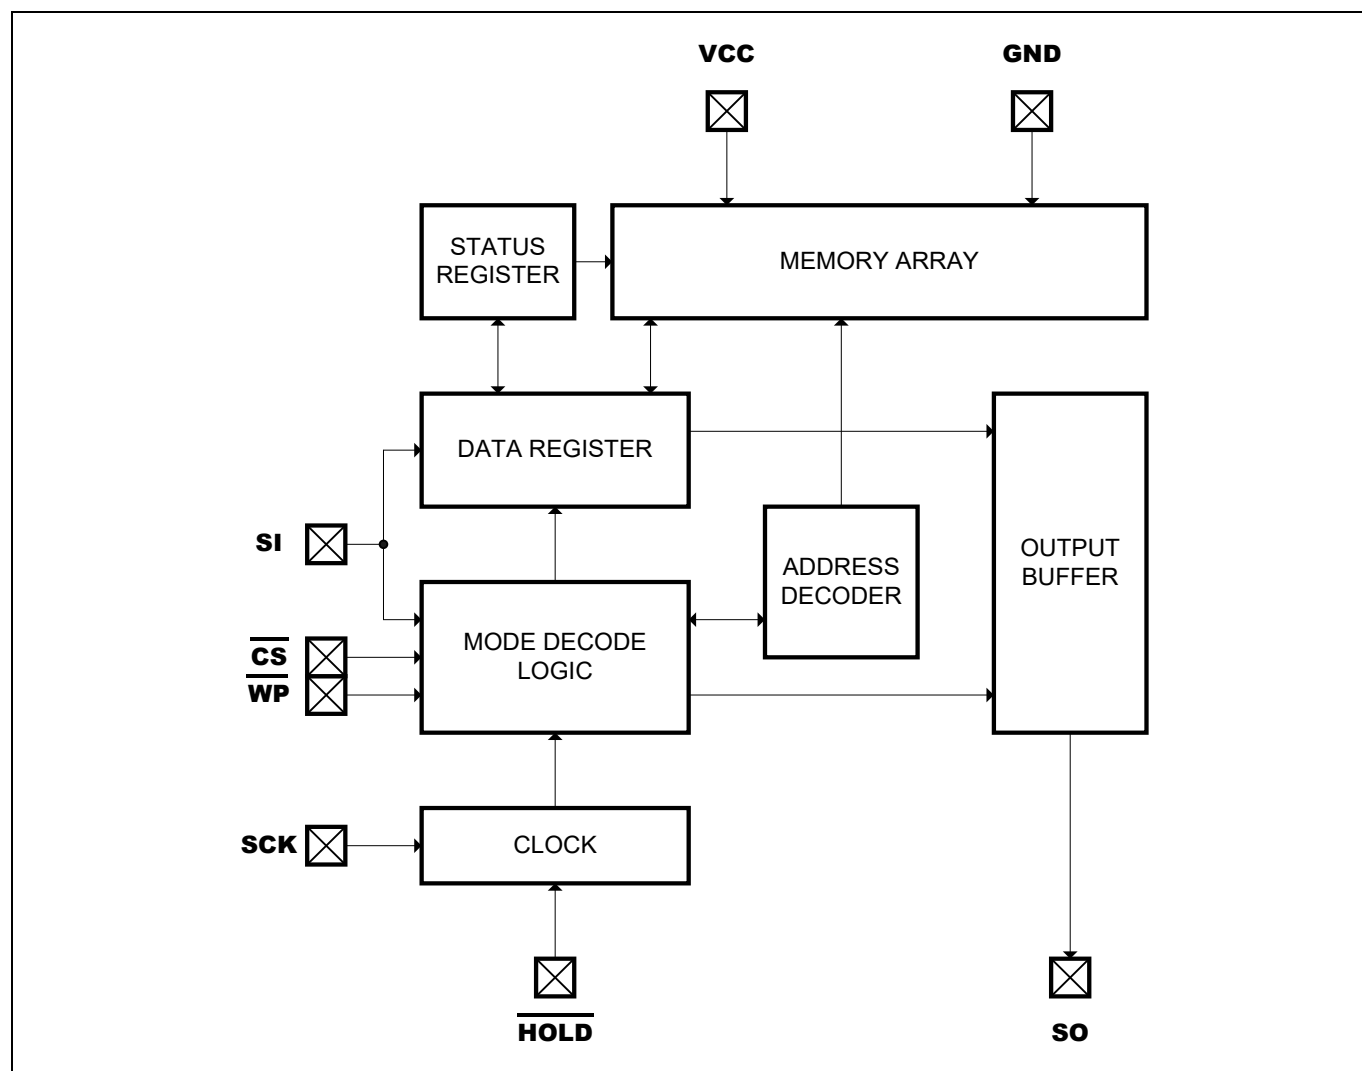 VCC
GND
STATUS
REGISTER
MEMORY ARRAY
DATA REGISTER
SI
ADDRESS
DECODER
OUTPUT
BUFFER
CS
WP
MODE DECODE
LOGIC
SCK
CLOCK
HOLD
SO